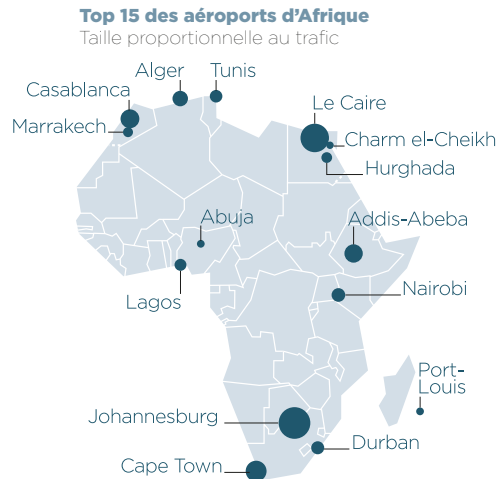 Top 15 des aéroports d'Afrique
Taille proportionnelle au trafic
Alger
Tunis
Casablanca
Le Caire
Marrakech
Charm el-Cheikh
Hurghada
Abuja
Addis-Abeba
Lagos
Nairobi
Port-
Louis
Johannesburg
Durban
Cape Town